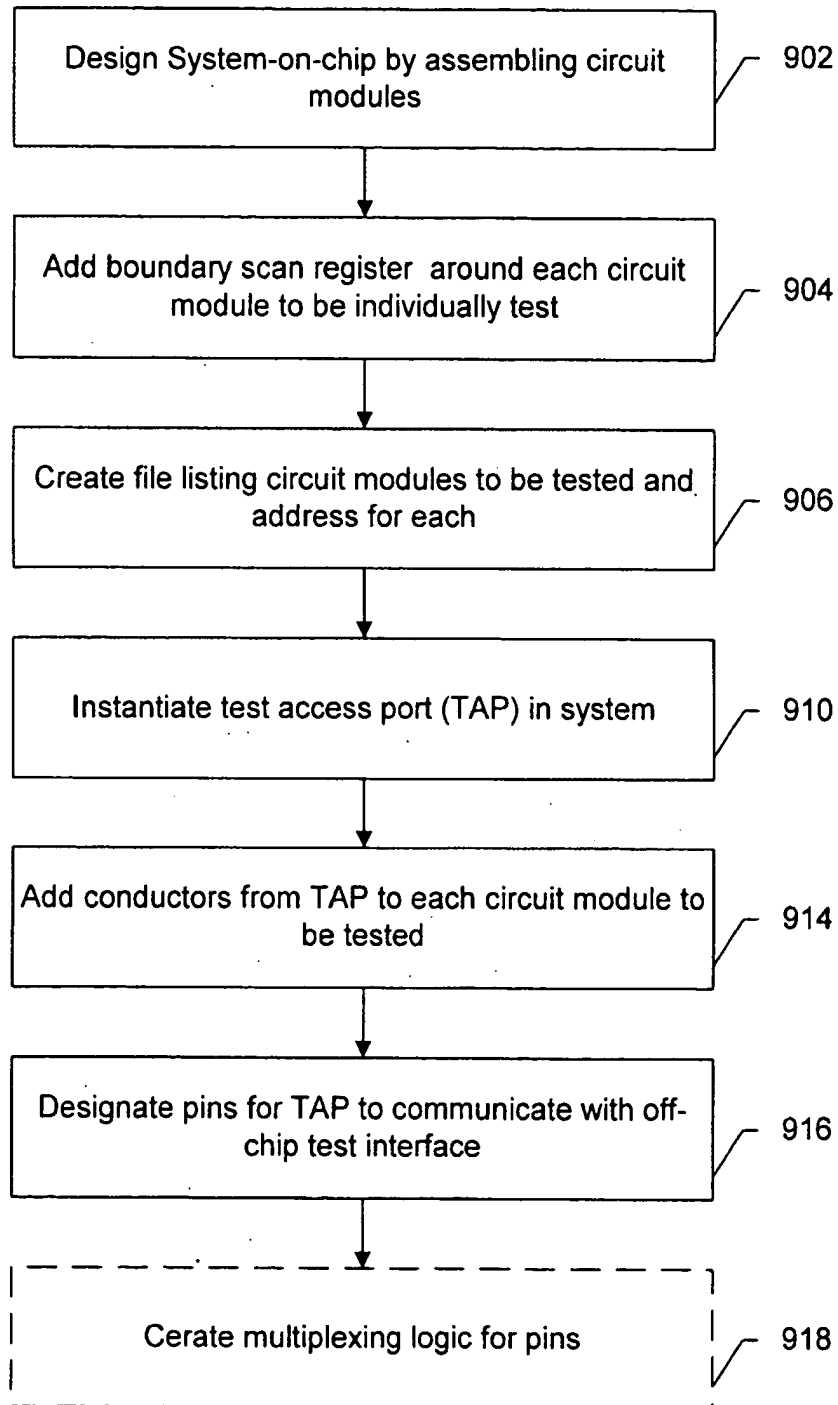 Design System-on-chip by assembling circuit
modules
902
Add boundary scan register around each circuit
module to be individually test
904
Create file listing circuit modules to be tested and
address for each
906
Instantiate test access port (TAP) in system
910
Add conductors from TAP to each circuit module to
be tested
914
Designate pins for TAP to communicate with off-
chip test interface
916
Cerate multiplexing logic for pins
918